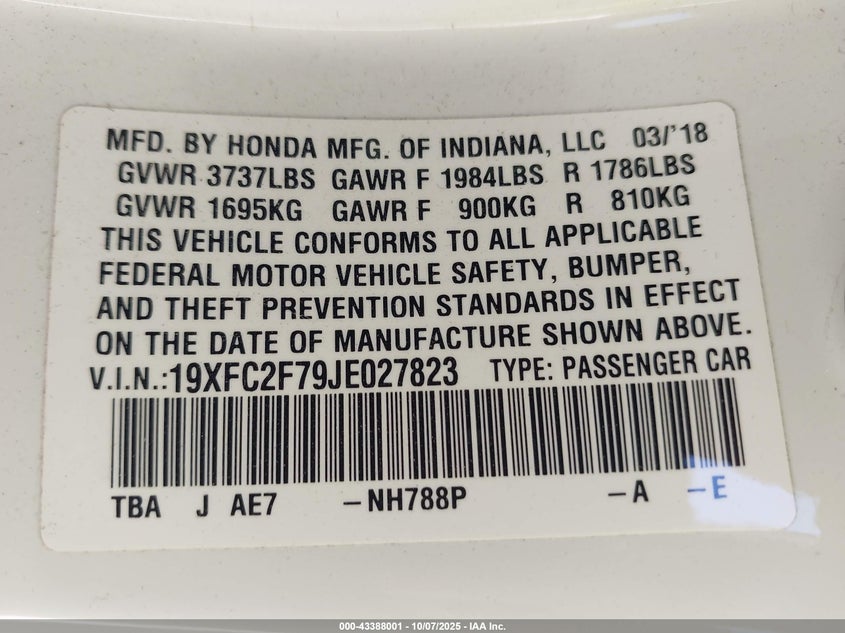 MFD. BY HONDA MFG. OF INDIANA, LLC 03/'18
GVWR 3737LBS GAWR F 1984LBS R 1786LBS
GVWR 1695KG GAWR F 900KG R 810KG
THIS VEHICLE CONFORMS TO ALL APPLICABLE
FEDERAL MOTOR VEHICLE SAFETY, BUMPER,
AND THEFT PREVENTION STANDARDS IN EFFECT
ON THE DATE OF MANUFACTURE SHOWN ABOVE.
V.I.N.:19XFC2F79JE027823 TYPE: PASSENGER CAR
TBA J AE7 –NH788P –A –E
000-43388001 - 10/07/2025 - IAA Inc.